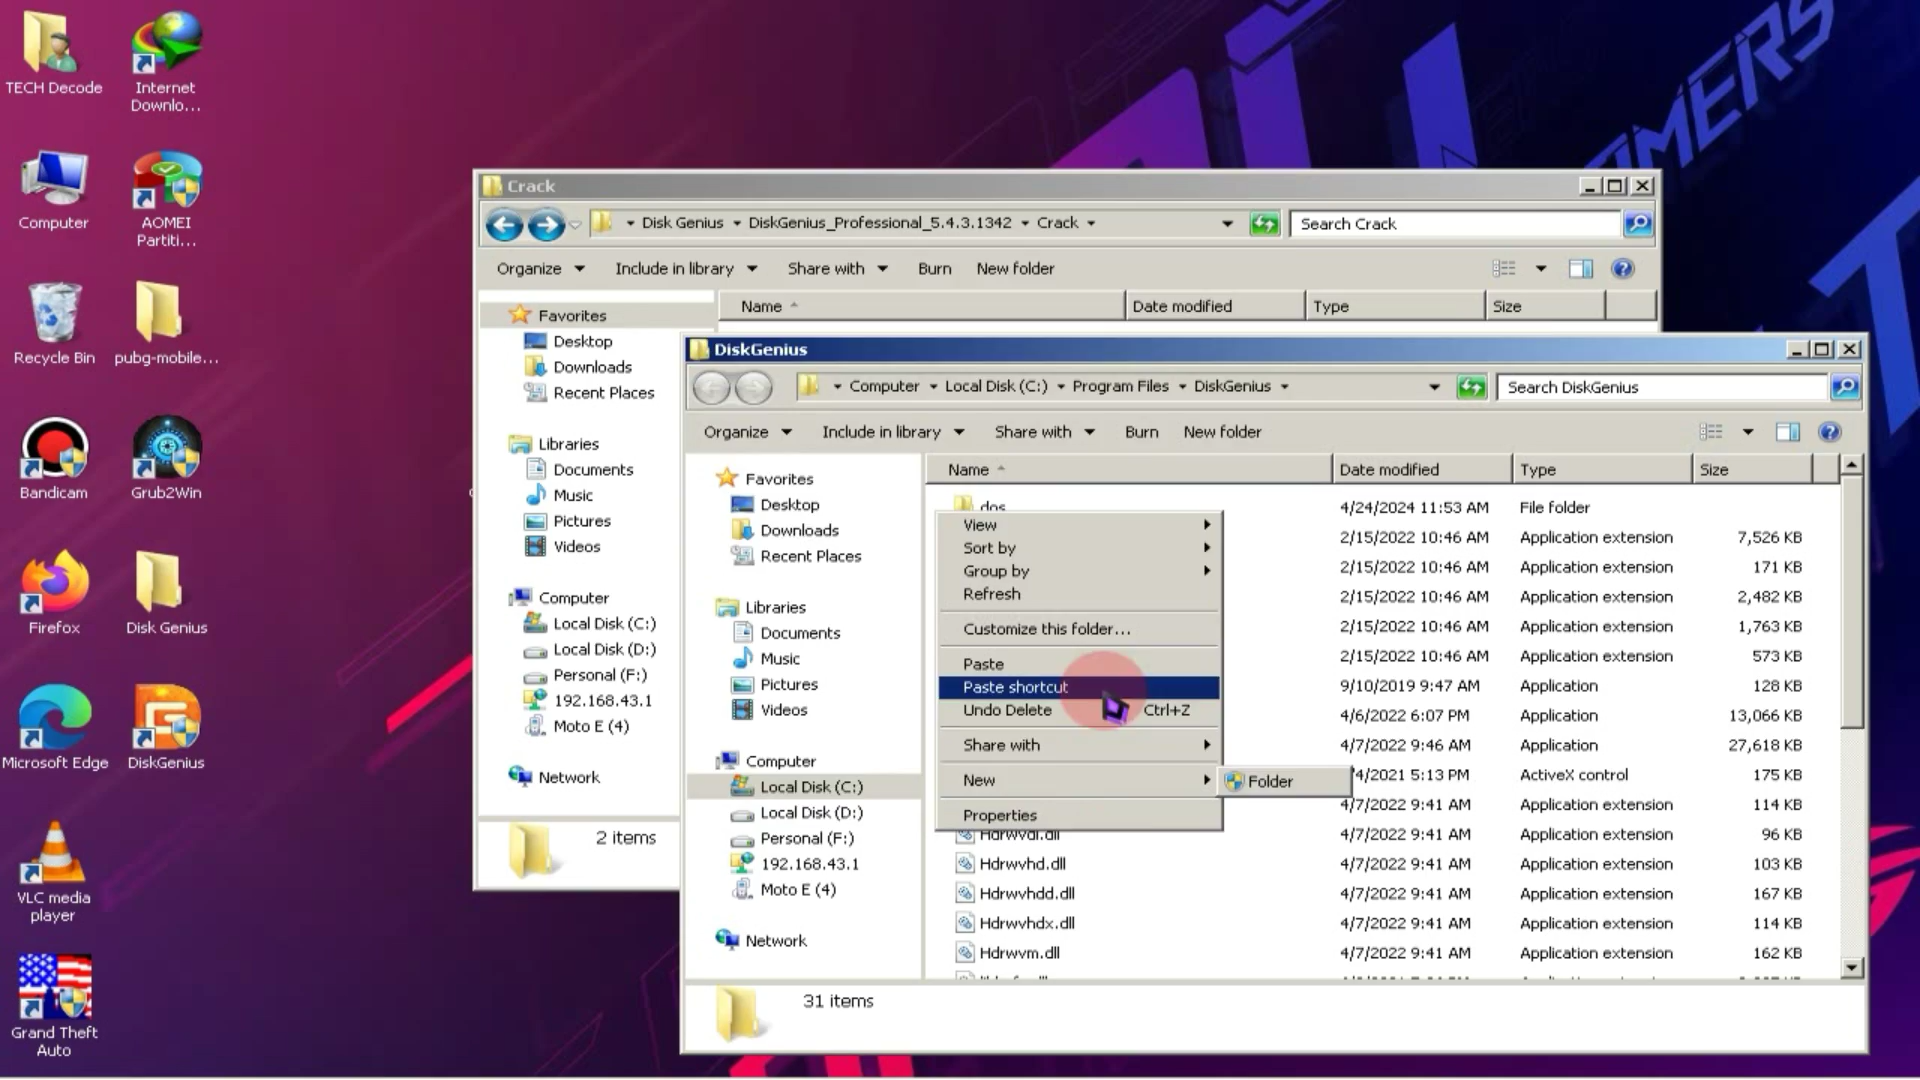 TECH Decode
Internet
Downlo...
Computer
AOMEI
Partiti...
Recycle Bin
pubg-mobile...
Bandicam
Grub2Win
Firefox
Disk Genius
Microsoft Edge
DiskGenius
VLC media
player
Grand Theft
Auto
Crack
Disk Genius
DiskGenius_Professional_5.4.3.1342
Crack
Search Crack
Organize
Include in library
Share with
Burn
New folder
Name
Date modified
Type
Size
Favorites
Desktop
Downloads
Recent Places
Libraries
Documents
Music
Pictures
Videos
Computer
Local Disk (C:)
Local Disk (D:)
Personal (F:)
192.168.43.1
Moto E (4)
Network
2 items
DiskGenius
Computer
Local Disk (C:)
Program Files
DiskGenius
Search DiskGenius
Organize
Include in library
Share with
Burn
New folder
Name
Date modified
Type
Size
Favorites
Desktop
Downloads
Recent Places
Libraries
Documents
Music
Pictures
Videos
Computer
Local Disk (C:)
Local Disk (D:)
Personal (F:)
192.168.43.1
Moto E (4)
Network
dos 4/24/2024 11:53 AM File folder
2/15/2022 10:46 AM Application extension 7,526 KB
2/15/2022 10:46 AM Application extension 171 KB
2/15/2022 10:46 AM Application extension 2,482 KB
2/15/2022 10:46 AM Application extension 1,763 KB
2/15/2022 10:46 AM Application extension 573 KB
9/10/2019 9:47 AM Application 128 KB
4/6/2022 6:07 PM Application 13,066 KB
4/7/2022 9:46 AM Application 27,618 KB
4/2021 5:13 PM ActiveX control 175 KB
4/7/2022 9:41 AM Application extension 114 KB
4/7/2022 9:41 AM Application extension 96 KB
Hdrwvhd.dll 4/7/2022 9:41 AM Application extension 103 KB
Hdrwvhdd.dll 4/7/2022 9:41 AM Application extension 167 KB
Hdrwvhdx.dll 4/7/2022 9:41 AM Application extension 114 KB
Hdrwvm.dll 4/7/2022 9:41 AM Application extension 162 KB
View
Sort by
Group by
Refresh
Customize this folder...
Paste
Paste shortcut
Undo Delete Ctrl+Z
Share with
New
Folder
Properties
31 items